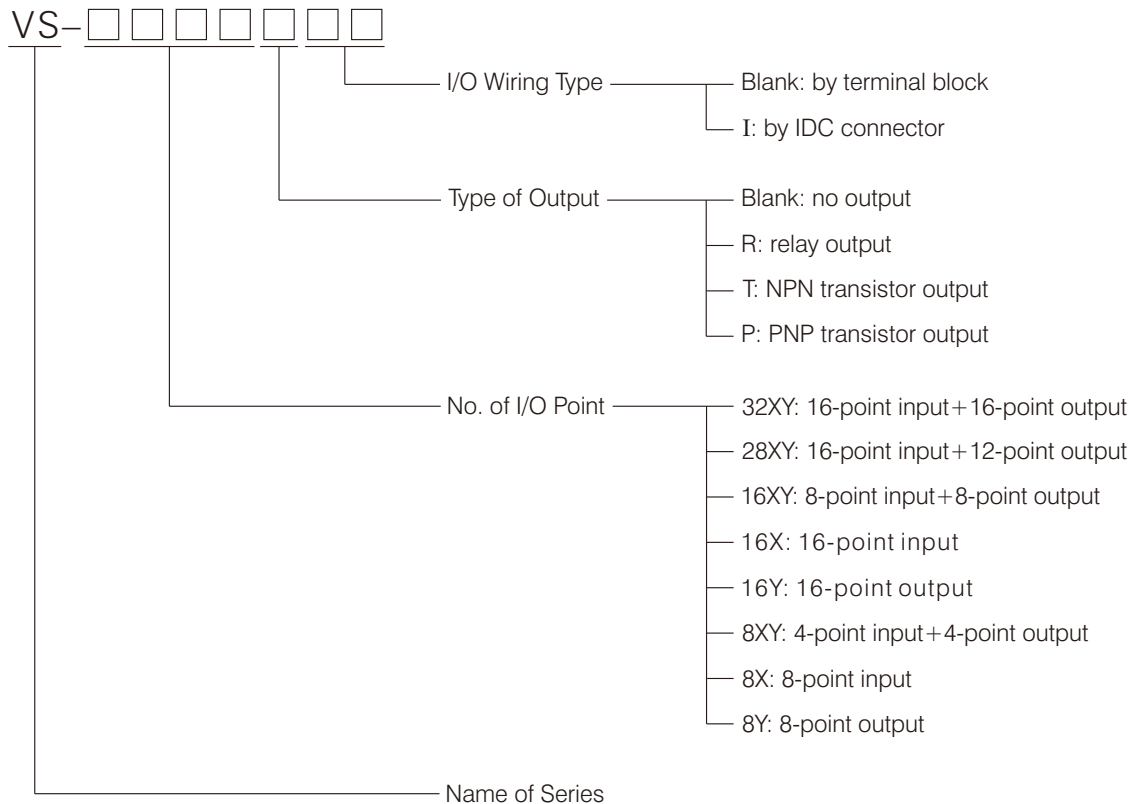 VS–□□□□□□□
I/O Wiring Type
Blank: by terminal block
I: by IDC connector
Type of Output
Blank: no output
R: relay output
T: NPN transistor output
P: PNP transistor output
No. of I/O Point
32XY: 16-point input+16-point output
28XY: 16-point input+12-point output
16XY: 8-point input+8-point output
16X: 16-point input
16Y: 16-point output
8XY: 4-point input+4-point output
8X: 8-point input
8Y: 8-point output
Name of Series